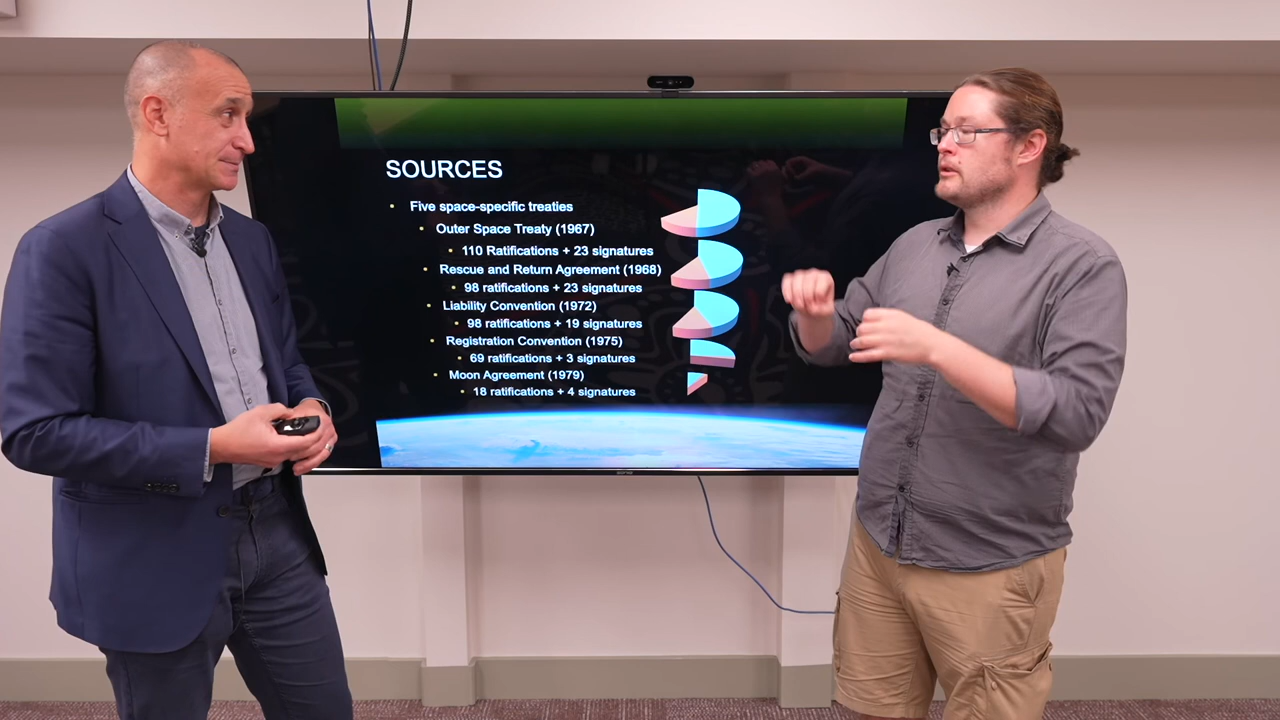 SOURCES
Five space-specific treaties
Outer Space Treaty (1967)
110 Ratifications + 23 signatures
Rescue and Return Agreement (1968)
98 ratifications + 23 signatures
Liability Convention (1972)
98 ratifications + 19 signatures
Registration Convention (1975)
69 ratifications + 3 signatures
Moon Agreement (1979)
18 ratifications + 4 signatures